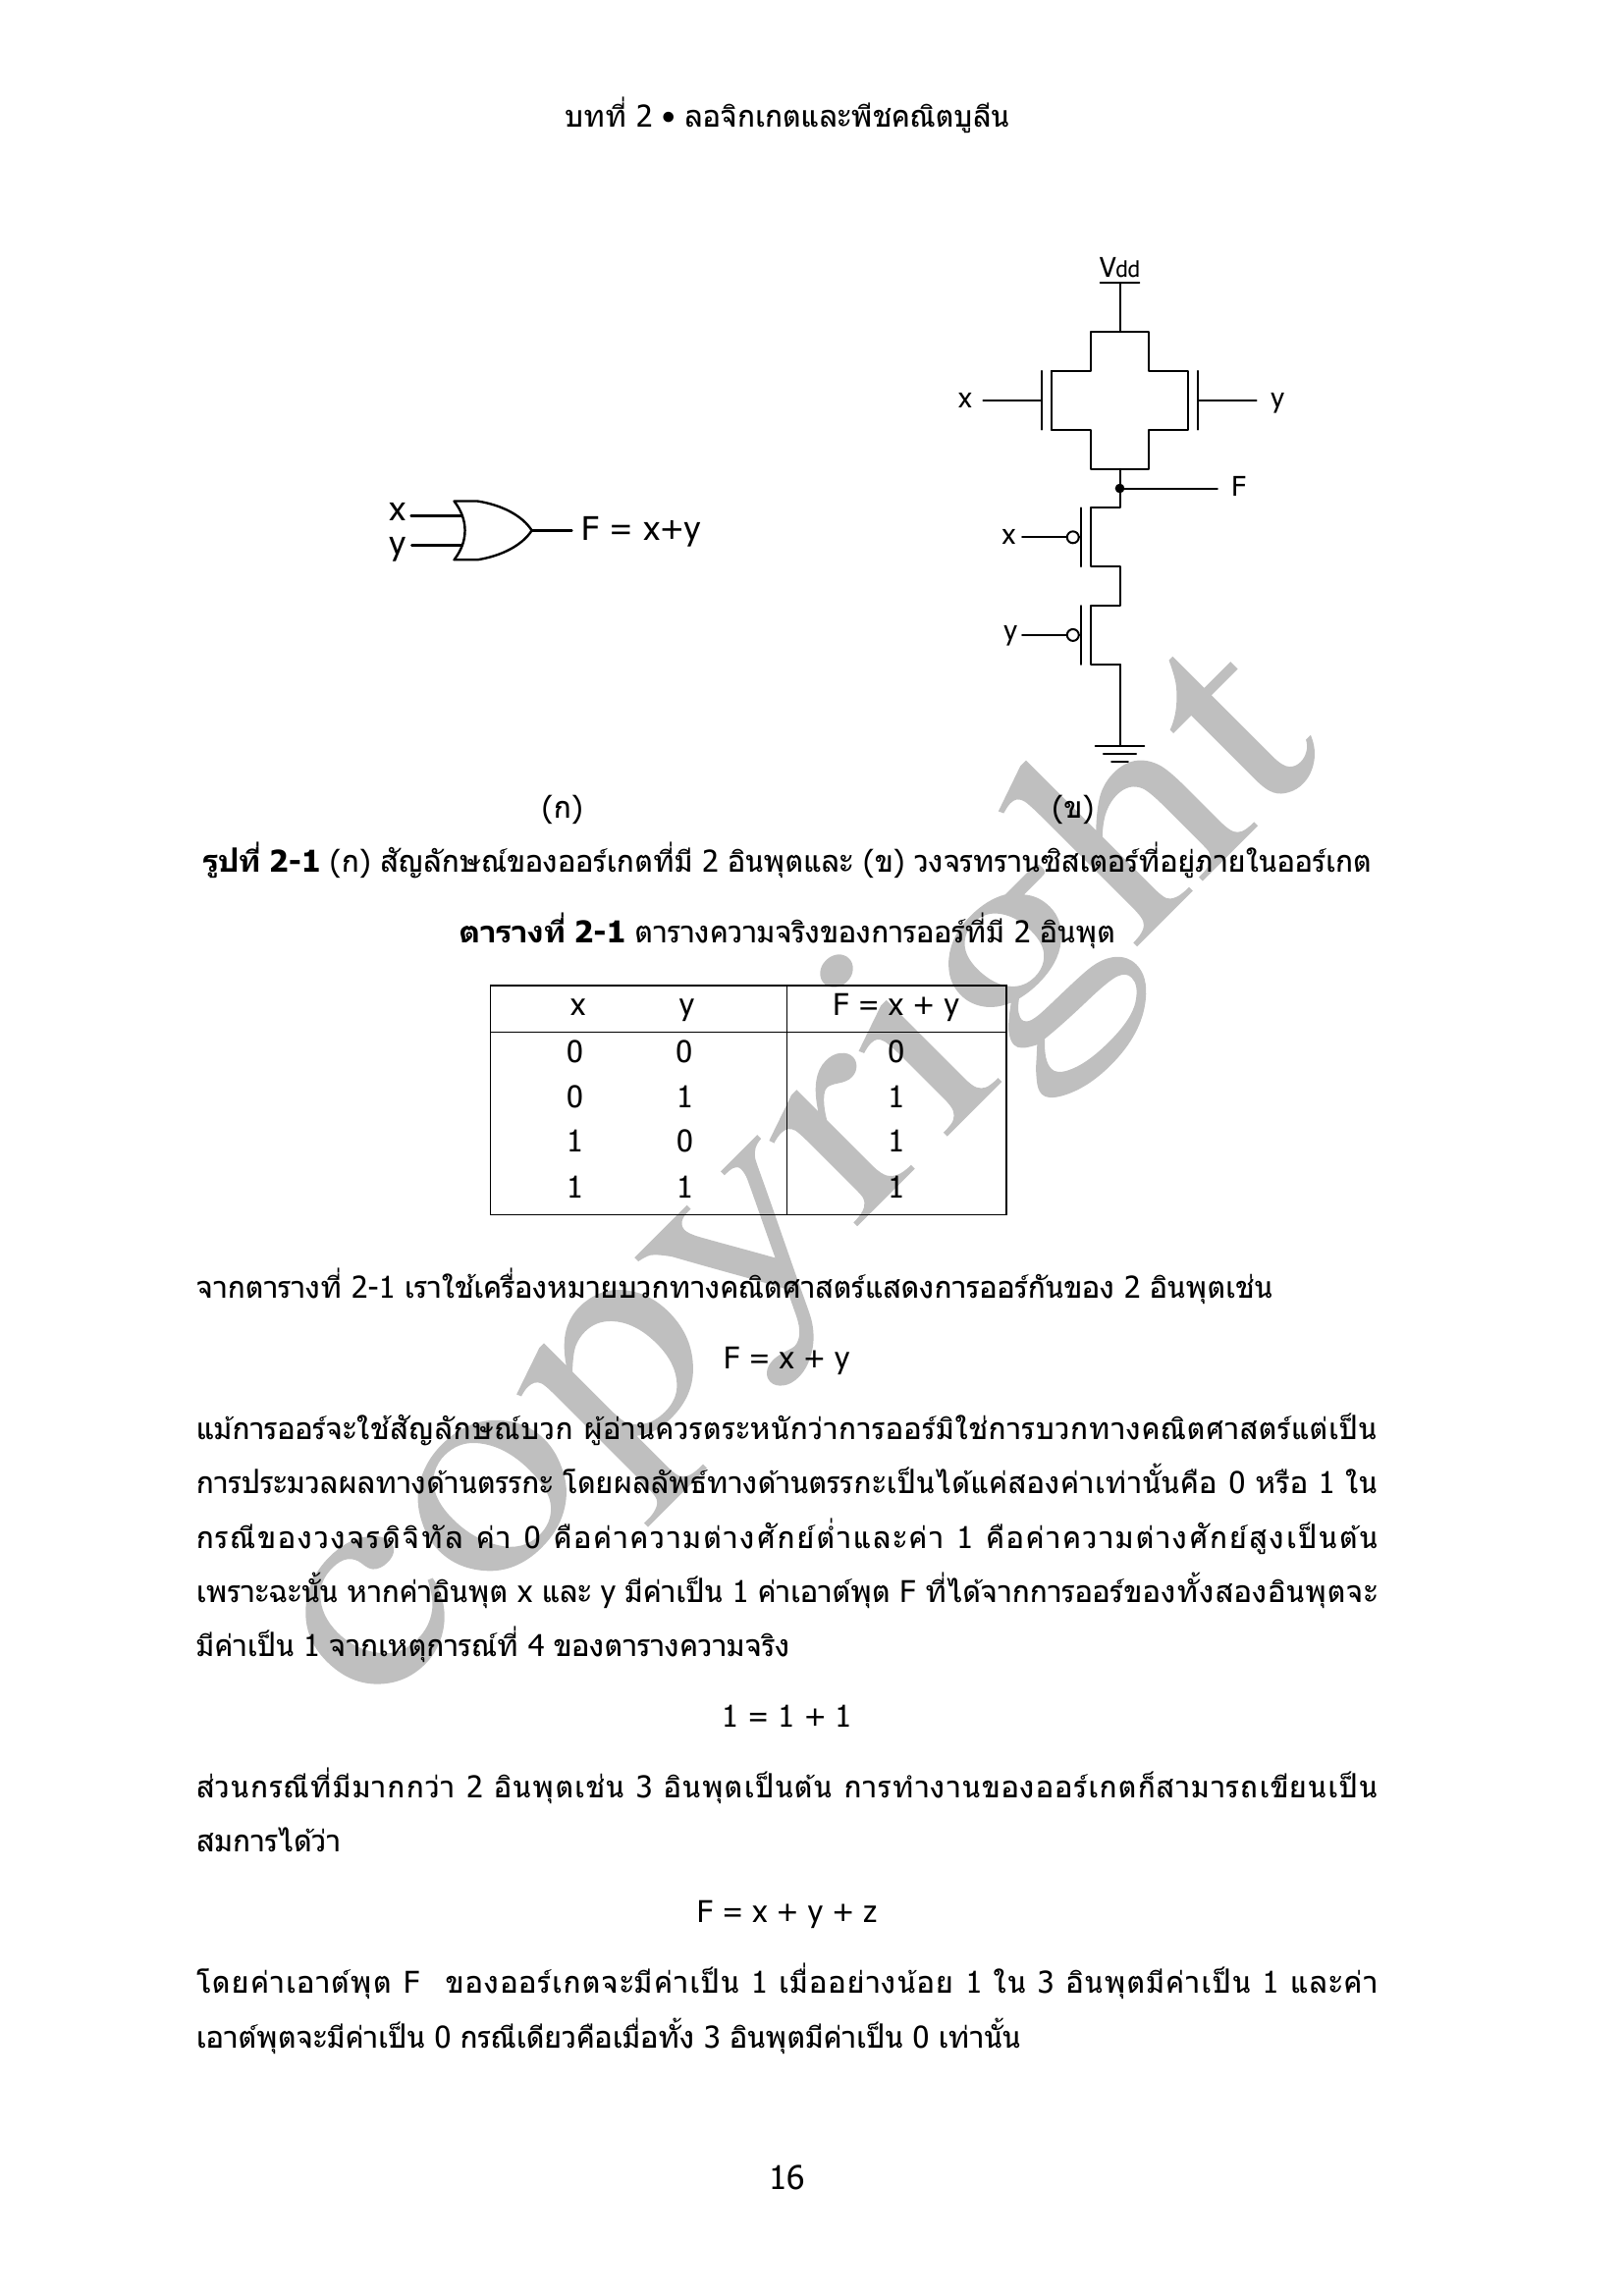 บทที่ 2 • ลอจิกเกตและพีชคณิตบูลีน
Vdd
x y
F
x
y F = x+y
x
y
(ก) (ข)
รูปที่ 2-1 (ก) สัญลักษณ์ของออร์เกตที่มี 2 อินพุตและ (ข) วงจรทรานซิสเตอร์ที่อยู่ภายในออร์เกต
ตารางที่ 2-1 ตารางความจริงของการออร์ที่มี 2 อินพุต
x y F = x + y
0 0 0
0 1 1
1 0 1
1 1 1
จากตารางที่ 2-1 เราใช้เครื่องหมายบวกทางคณิตศาสตร์แสดงการออร์กันของ 2 อินพุตเช่น
F = x + y
แม้การออร์จะใช้สัญลักษณ์บวก ผู้อ่านควรตระหนักว่าการออร์มิใช่การบวกทางคณิตศาสตร์แต่เป็น
การประมวลผลทางด้านตรรกะ โดยผลลัพธ์ทางด้านตรรกะเป็นได้แค่สองค่าเท่านั้นคือ 0 หรือ 1 ใน
กรณีของวงจรดิจิทัล ค่า 0 คือค่าความต่างศักย์ต่ำและค่า 1 คือค่าความต่างศักย์สูงเป็นต้น
เพราะฉะนั้น หากค่าอินพุต x และ y มีค่าเป็น 1 ค่าเอาต์พุต F ที่ได้จากการออร์ของทั้งสองอินพุตจะ
มีค่าเป็น 1 จากเหตุการณ์ที่ 4 ของตารางความจริง
1 = 1 + 1
ส่วนกรณีที่มีมากกว่า 2 อินพุตเช่น 3 อินพุตเป็นต้น การทำงานของออร์เกตก็สามารถเขียนเป็น
สมการได้ว่า
F = x + y + z
โดยค่าเอาต์พุต F ของออร์เกตจะมีค่าเป็น 1 เมื่ออย่างน้อย 1 ใน 3 อินพุตมีค่าเป็น 1 และค่า
เอาต์พุตจะมีค่าเป็น 0 กรณีเดียวคือเมื่อทั้ง 3 อินพุตมีค่าเป็น 0 เท่านั้น
16
copyright